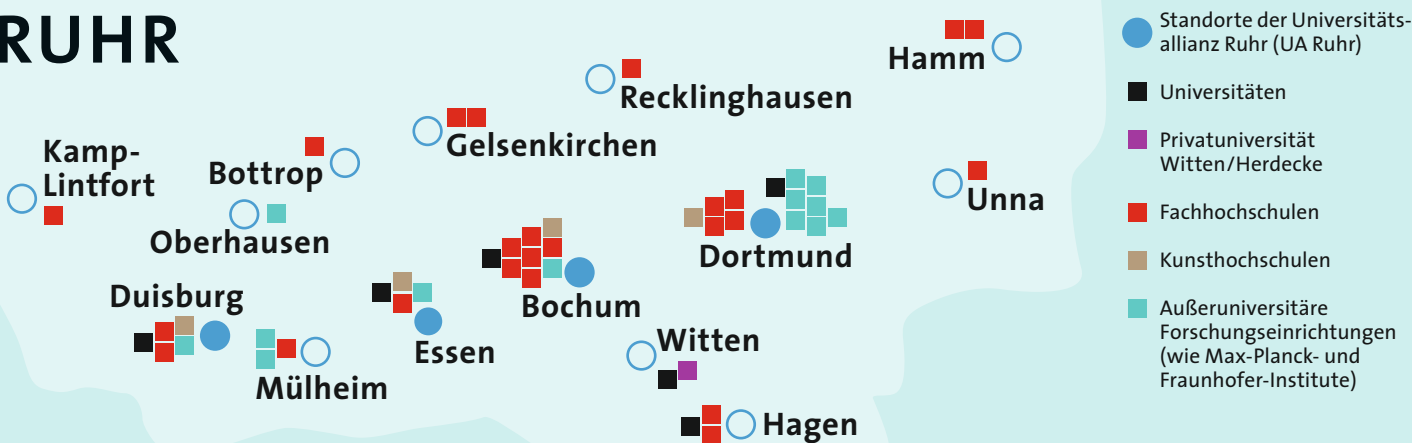 RUHR
Hamm
Recklinghausen
Gelsenkirchen
Kamp-
Lintfort
Bottrop
Unna
Oberhausen
Dortmund
Duisburg
Bochum
Essen
Witten
Mülheim
Hagen
Standorte der Universitäts-
allianz Ruhr (UA Ruhr)
Universitäten
Privatuniversität
Witten/Herdecke
Fachhochschulen
Kunsthochschulen
Außeruniversitäre
Forschungseinrichtungen
(wie Max-Planck- und
Fraunhofer-Institute)